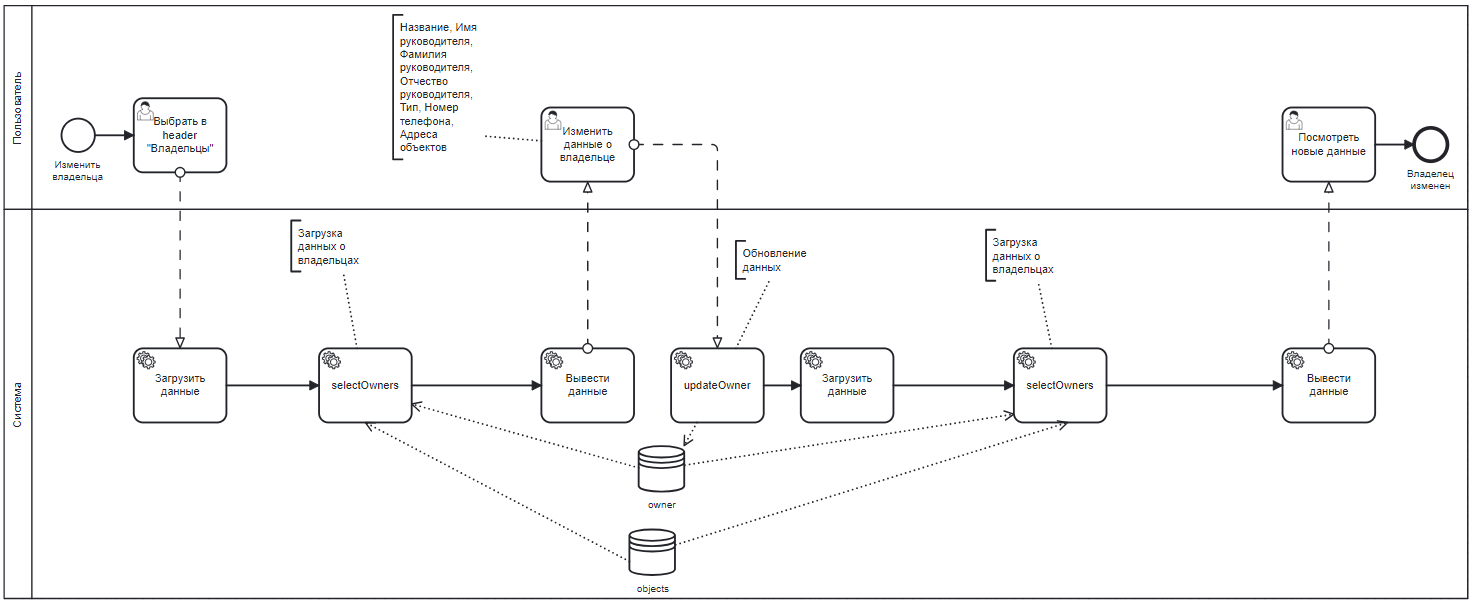 Пользователь
Изменить
владельца
Выбрать в
header
"Владельцы"
Название, Имя
руководителя,
Фамилия
руководителя,
Отчество
руководителя,
Тип, Номер
телефона,
Адреса
объектов
Изменить
данные о
владельце
Посмотреть
новые данные
Владелец
изменен
Система
Загрузка
данных о
владельцах
Обновление
данных
Загрузка
данных о
владельцах
Загрузить
данные
selectOwners
Вывести
данные
updateOwner
Загрузить
данные
selectOwners
Вывести
данные
owner
objects